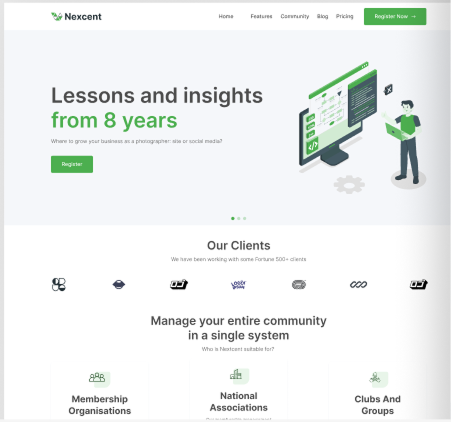 Nexcent
Home Features Community Blog Pricing Register Now →
Lessons and insights
from 8 years
Where to grow your business as a photographer: site or social media?
Register
Our Clients
We have been working with some Fortune 500+ clients
Manage your entire community
in a single system
Who is Nextcent suitable for?
Membership
Organisations
National
Associations
Clubs And
Groups